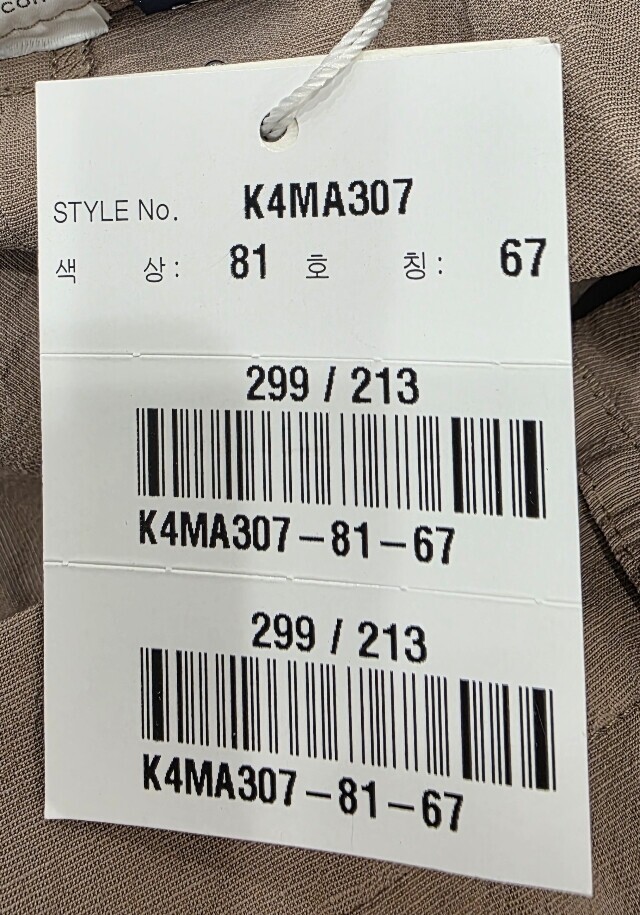 con
STYLE No. K4MA307
색 상: 81 호 칭: 67
299 / 213
K4MA307-81-67
299 / 213
K4MA307-81-67